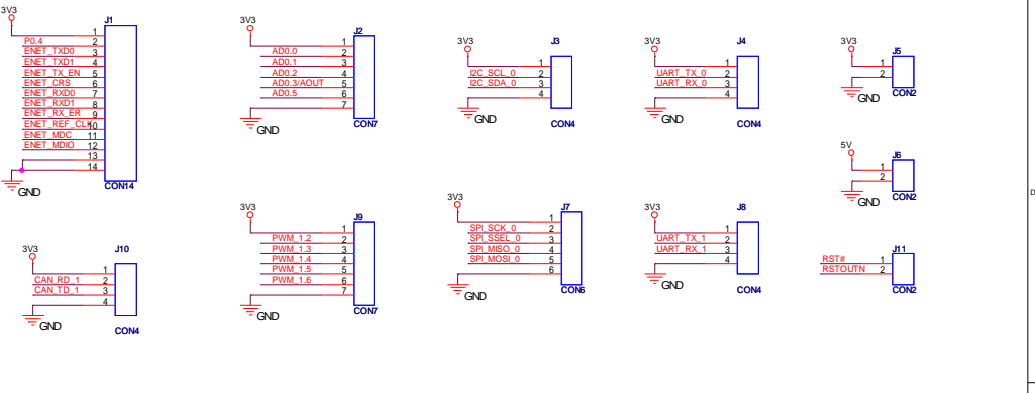 3V3
J1
1
P0.4 2
ENET_TXD0 3
ENET_TXD1 4
ENET_TX_EN 5
ENET_CRS 6
ENET_RXD0 7
ENET_RXD1 8
ENET_RX_ER 9
ENET_REF_CLK 10
ENET_MDC 11
ENET_MDIO 12
13
14
GND
CON14
3V3
J2
1
AD0.0 2
AD0.1 3
AD0.2 4
AD0.3/AOUT 5
AD0.5 6
7
GND
CON7
3V3
J3
1
I2C_SCL_0 2
I2C_SDA_0 3
4
GND
CON4
3V3
J4
1
UART_TX_0 2
UART_RX_0 3
4
GND
CON4
3V3
J5
1
2
GND
CON2
5V
J6
1
2
GND
CON2
3V3
J10
1
CAN_RD_1 2
CAN_TD_1 3
4
GND
CON4
3V3
J9
1
PWM_1.2 2
PWM_1.3 3
PWM_1.4 4
PWM_1.5 5
PWM_1.6 6
7
GND
CON7
3V3
J7
1
SPI_SCK_0 2
SPI_SSEL_0 3
SPI_MISO_0 4
SPI_MOSI_0 5
6
GND
CON6
3V3
J8
1
UART_TX_1 2
UART_RX_1 3
4
GND
CON4
J11
RST# 1
RSTOUTN 2
CON2
D